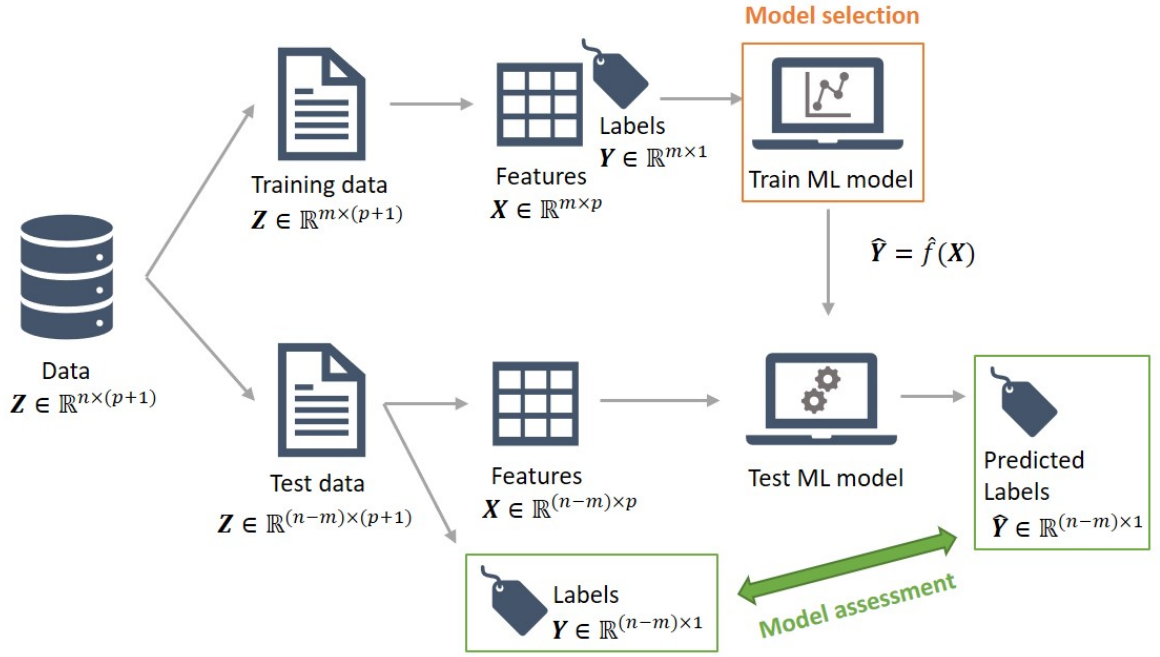 Model selection
Labels
𝒀 ∈ ℝ^{m×1}
Train ML model
Training data
𝒁 ∈ ℝ^{m×(p+1)}
Features
𝑿 ∈ ℝ^{m×p}
Ŷ = f̂(𝑿)
Data
𝒁 ∈ ℝ^{n×(p+1)}
Test data
𝒁 ∈ ℝ^{(n−m)×(p+1)}
Features
𝑿 ∈ ℝ^{(n−m)×p}
Test ML model
Predicted
Labels
Ŷ ∈ ℝ^{(n−m)×1}
Labels
𝒀 ∈ ℝ^{(n−m)×1}
Model assessment